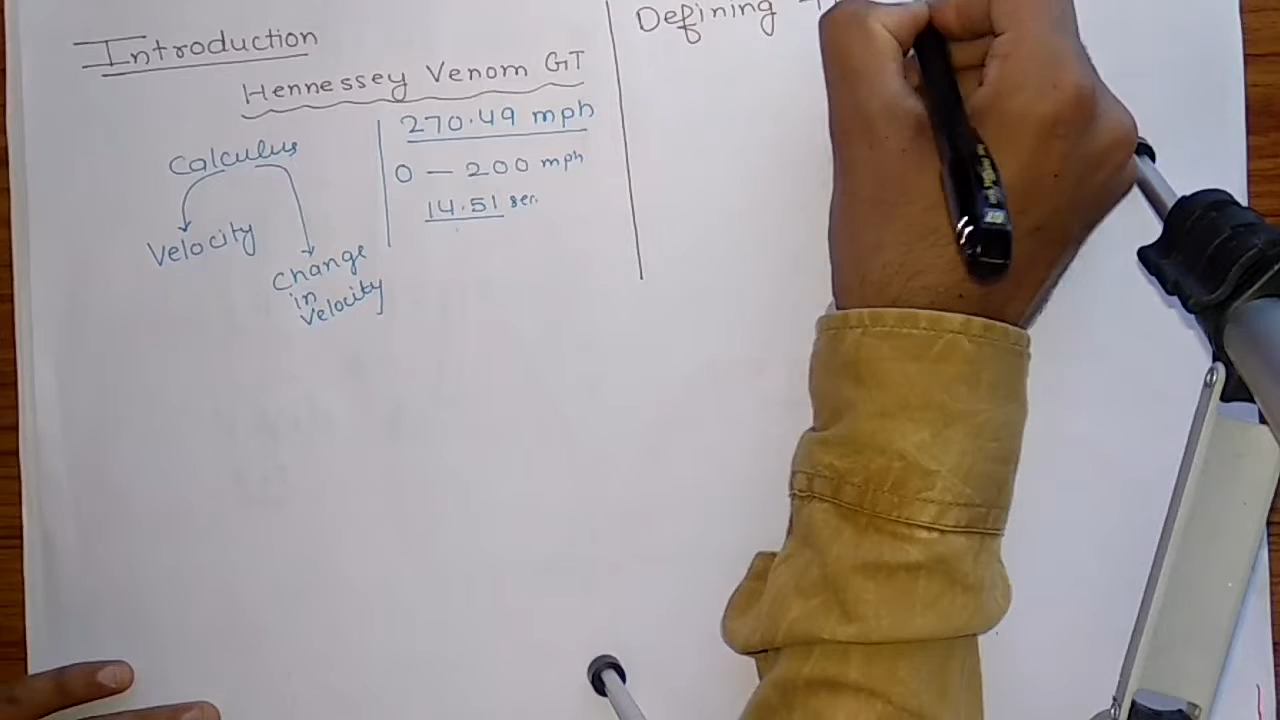 Introduction
Hennessey Venom GT
Calculus
Velocity
Change
in
Velocity
270.49 mph
0 — 200 mph
14.51 sec.
Defining